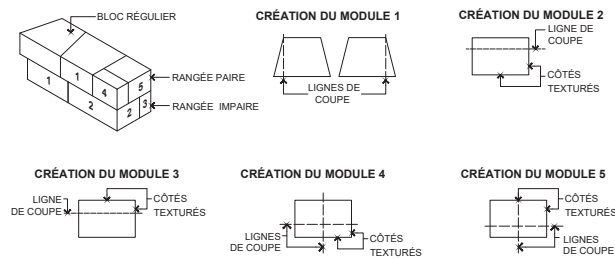 BLOC RÉGULIER
1
1
4
5
2
2
3
RANGÉE PAIRE
RANGÉE IMPAIRE
CRÉATION DU MODULE 1
LIGNES DE
COUPE
CRÉATION DU MODULE 2
LIGNE DE
COUPE
CÔTÉS
TEXTURÉS
CRÉATION DU MODULE 3
LIGNE
DE COUPE
CÔTÉS
TEXTURÉS
CRÉATION DU MODULE 4
LIGNES
DE COUPE
CÔTÉS
TEXTURÉS
CRÉATION DU MODULE 5
CÔTÉS
TEXTURÉS
LIGNES
DE COUPE